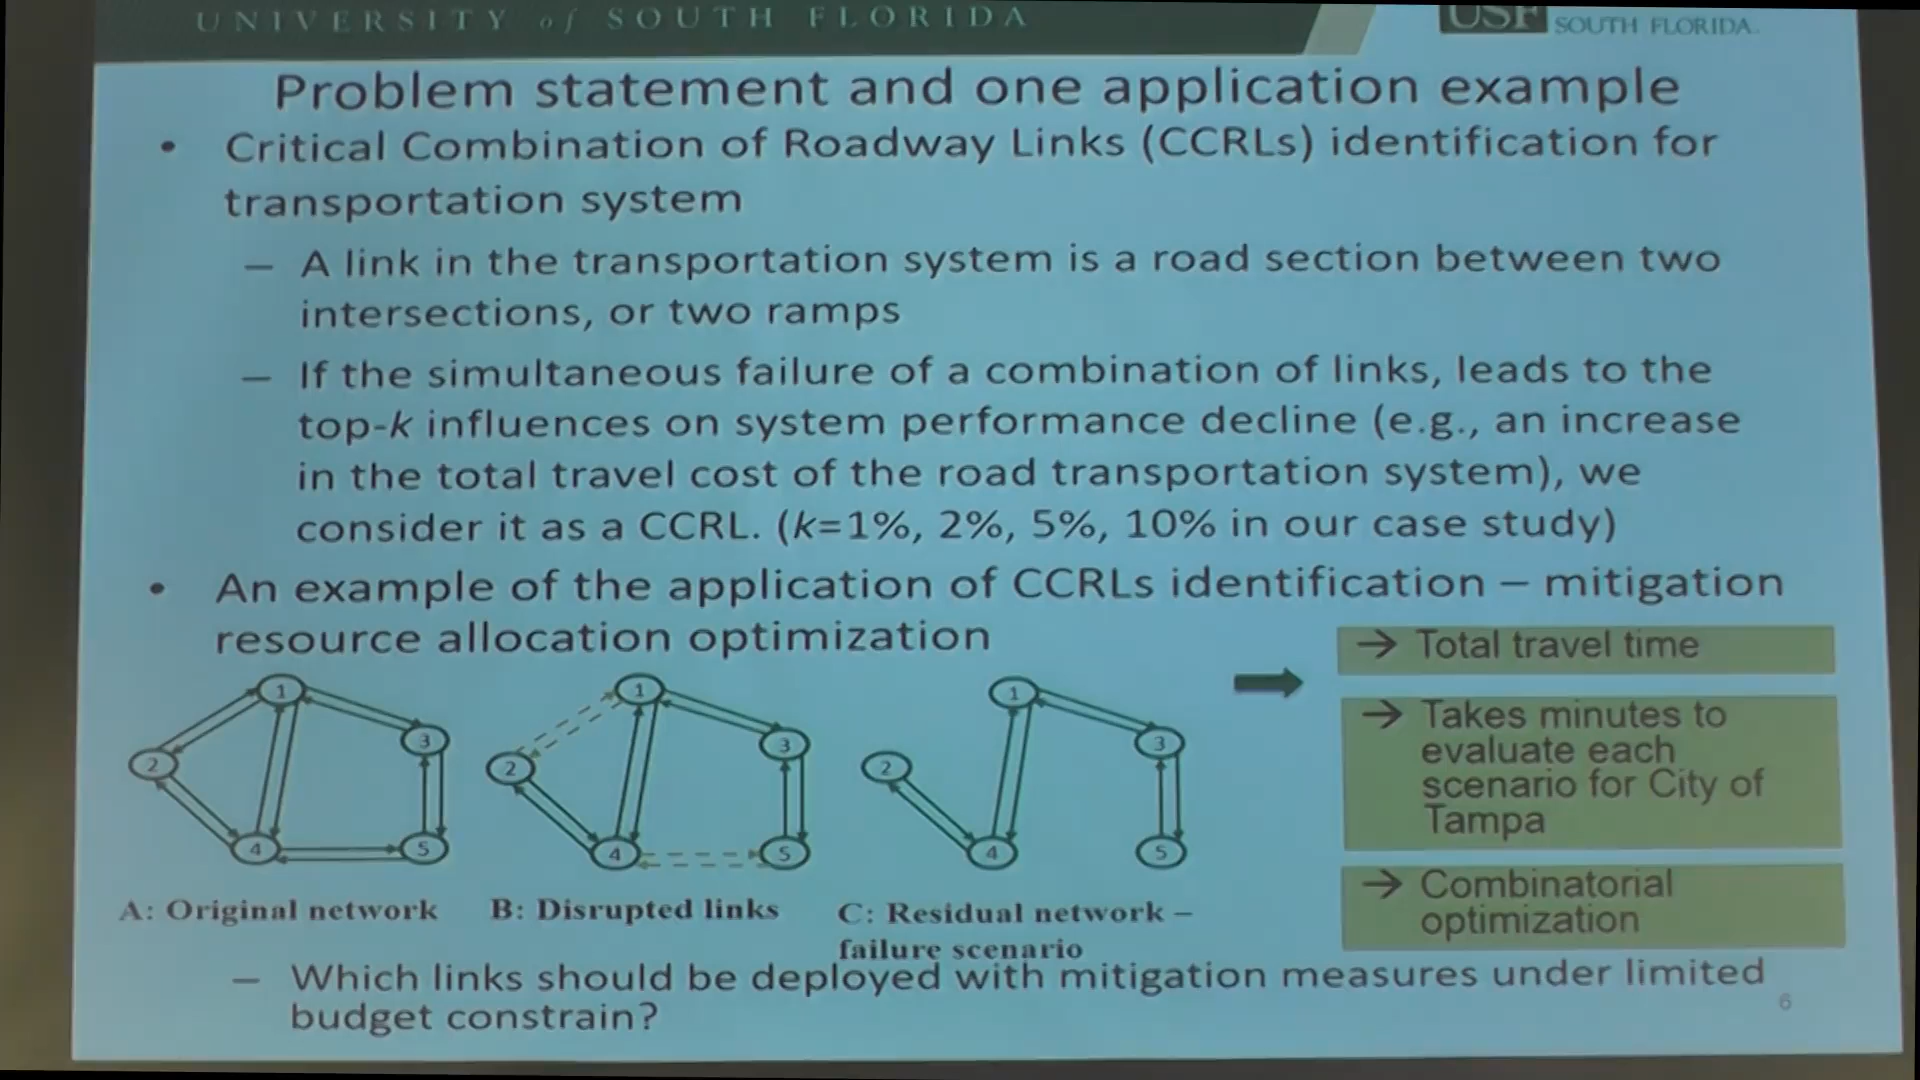 UNIVERSITY of SOUTH FLORIDA
USF SOUTH FLORIDA.
Problem statement and one application example
• Critical Combination of Roadway Links (CCRLs) identification for
transportation system
– A link in the transportation system is a road section between two
intersections, or two ramps
– If the simultaneous failure of a combination of links, leads to the
top-k influences on system performance decline (e.g., an increase
in the total travel cost of the road transportation system), we
consider it as a CCRL. (k=1%, 2%, 5%, 10% in our case study)
• An example of the application of CCRLs identification – mitigation
resource allocation optimization
→ Total travel time
→ Takes minutes to
evaluate each
scenario for City of
Tampa
→ Combinatorial
optimization
1
2
3
4
5
1
2
3
4
5
1
2
3
4
5
A: Original network
B: Disrupted links
C: Residual network –
failure scenario
– Which links should be deployed with mitigation measures under limited
budget constrain?
6